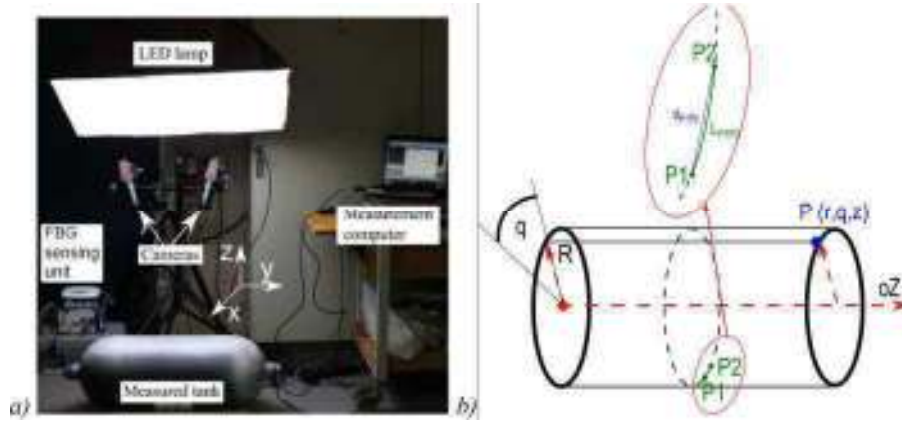 LED lamp
FBG
sensing
unit
Cameras
Measurement
computer
Z
y
x
Measured tank
a)
b)
P2
P1
q
R
P (r,q,z)
oZ
P2
P1